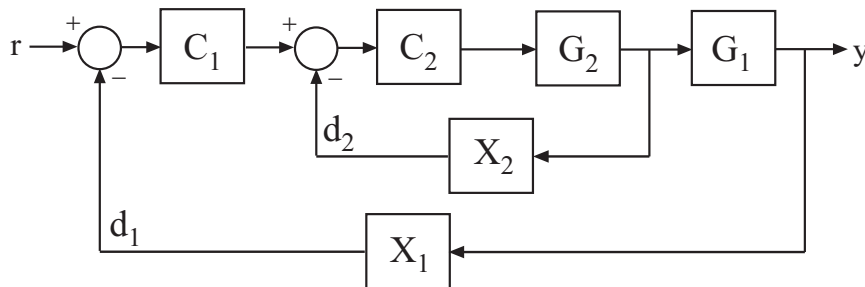 r + − C₁ + − C₂ G₂ G₁ y
d₂ X₂
d₁ X₁